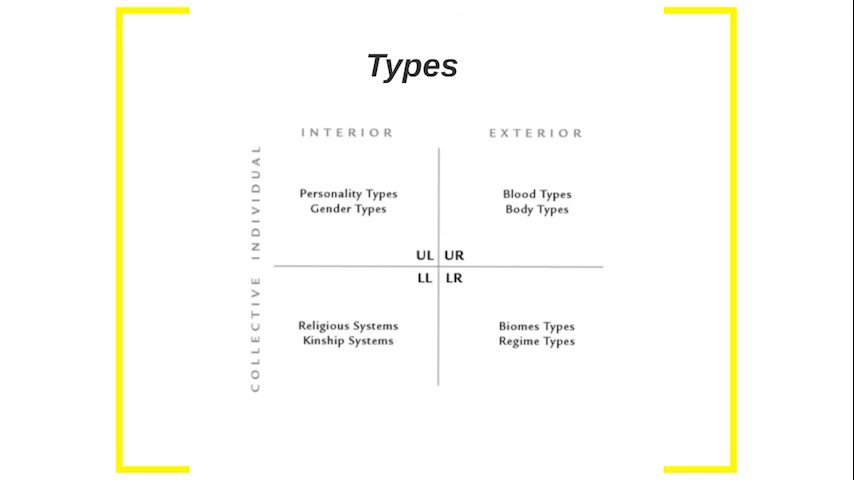 Types
INTERIOR
EXTERIOR
INDIVIDUAL
Personality Types
Gender Types
Blood Types
Body Types
UL
UR
LL
LR
COLLECTIVE
Religious Systems
Kinship Systems
Biomes Types
Regime Types